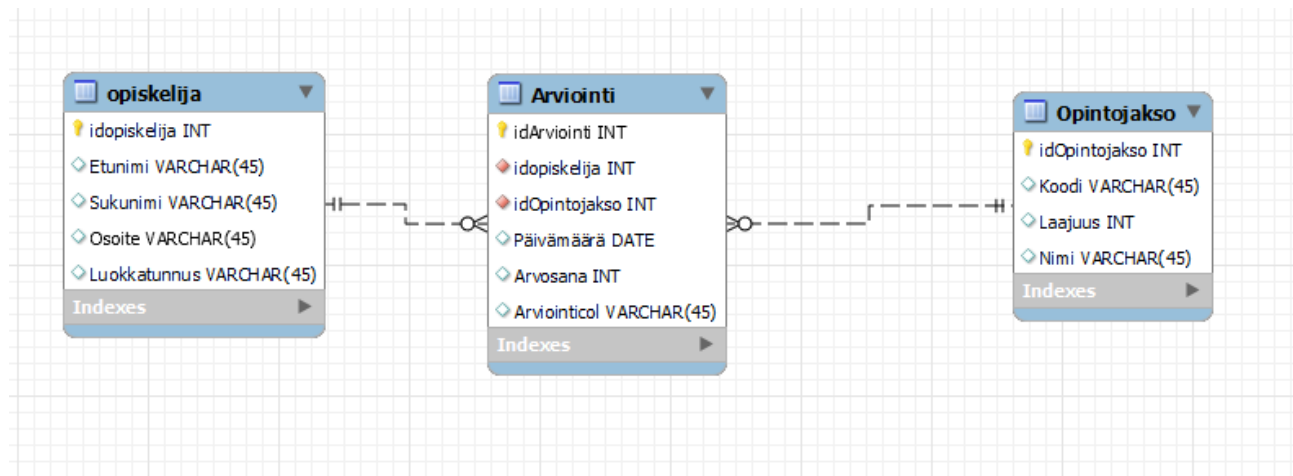 opiskelija
idopiskelija INT
Etunimi VARCHAR(45)
Sukunimi VARCHAR(45)
Osoite VARCHAR(45)
Luokkatunnus VARCHAR(45)
Indexes
Arviointi
idArviointi INT
idopiskelija INT
idOpintojakso INT
Päivämäärä DATE
Arvosana INT
Arviointicol VARCHAR(45)
Indexes
Opintojakso
idOpintojakso INT
Koodi VARCHAR(45)
Laajuus INT
Nimi VARCHAR(45)
Indexes